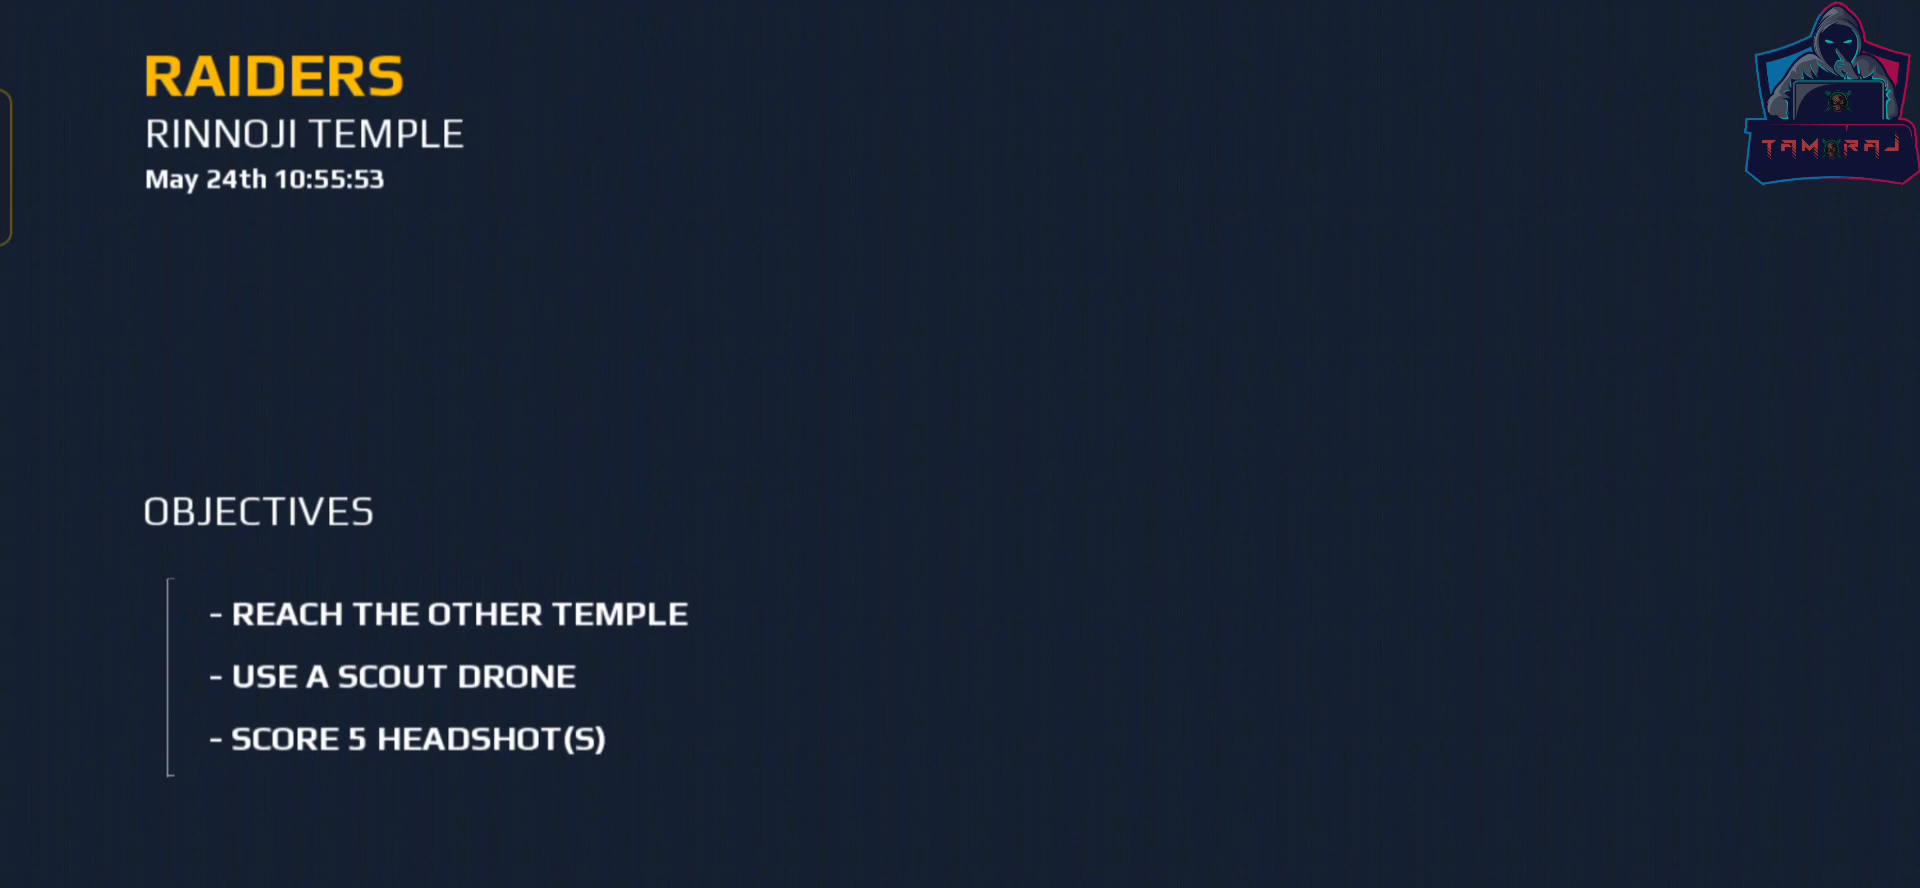 RAIDERS
RINNOJI TEMPLE
May 24th 10:55:53
OBJECTIVES
- REACH THE OTHER TEMPLE
- USE A SCOUT DRONE
- SCORE 5 HEADSHOT(S)